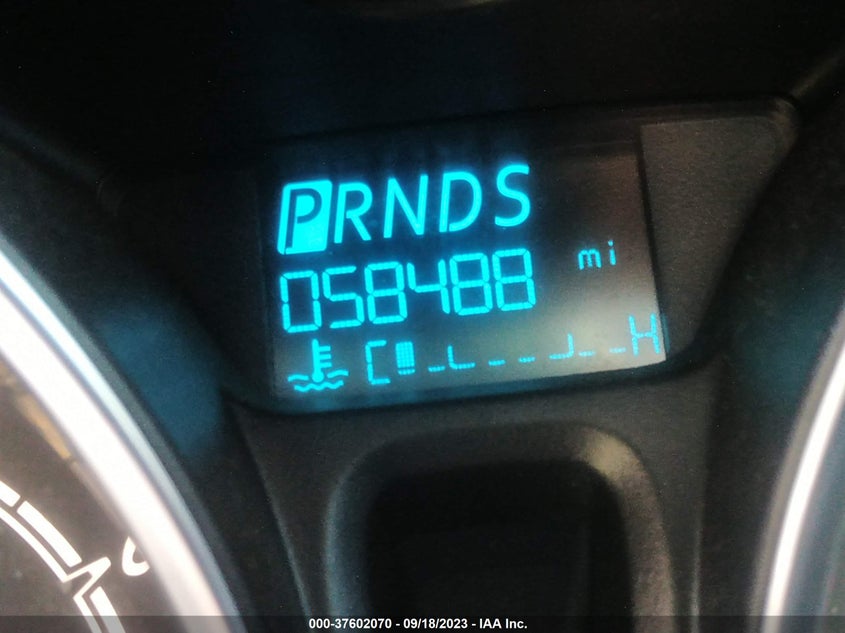 PRNDS
058488 mi
C H
000-37602070 - 09/18/2023 - IAA Inc.